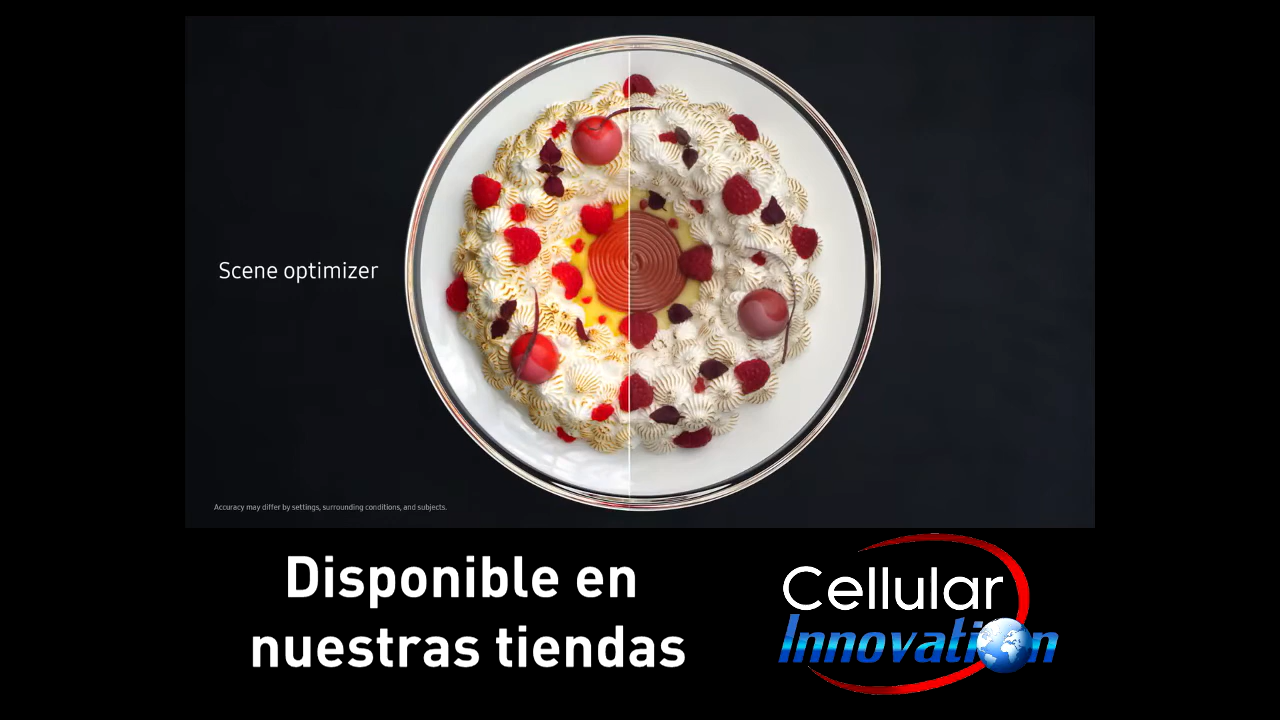 Scene optimizer
Accuracy may differ by settings, surrounding conditions, and subjects.
Disponible en
nuestras tiendas
Cellular
Innovation